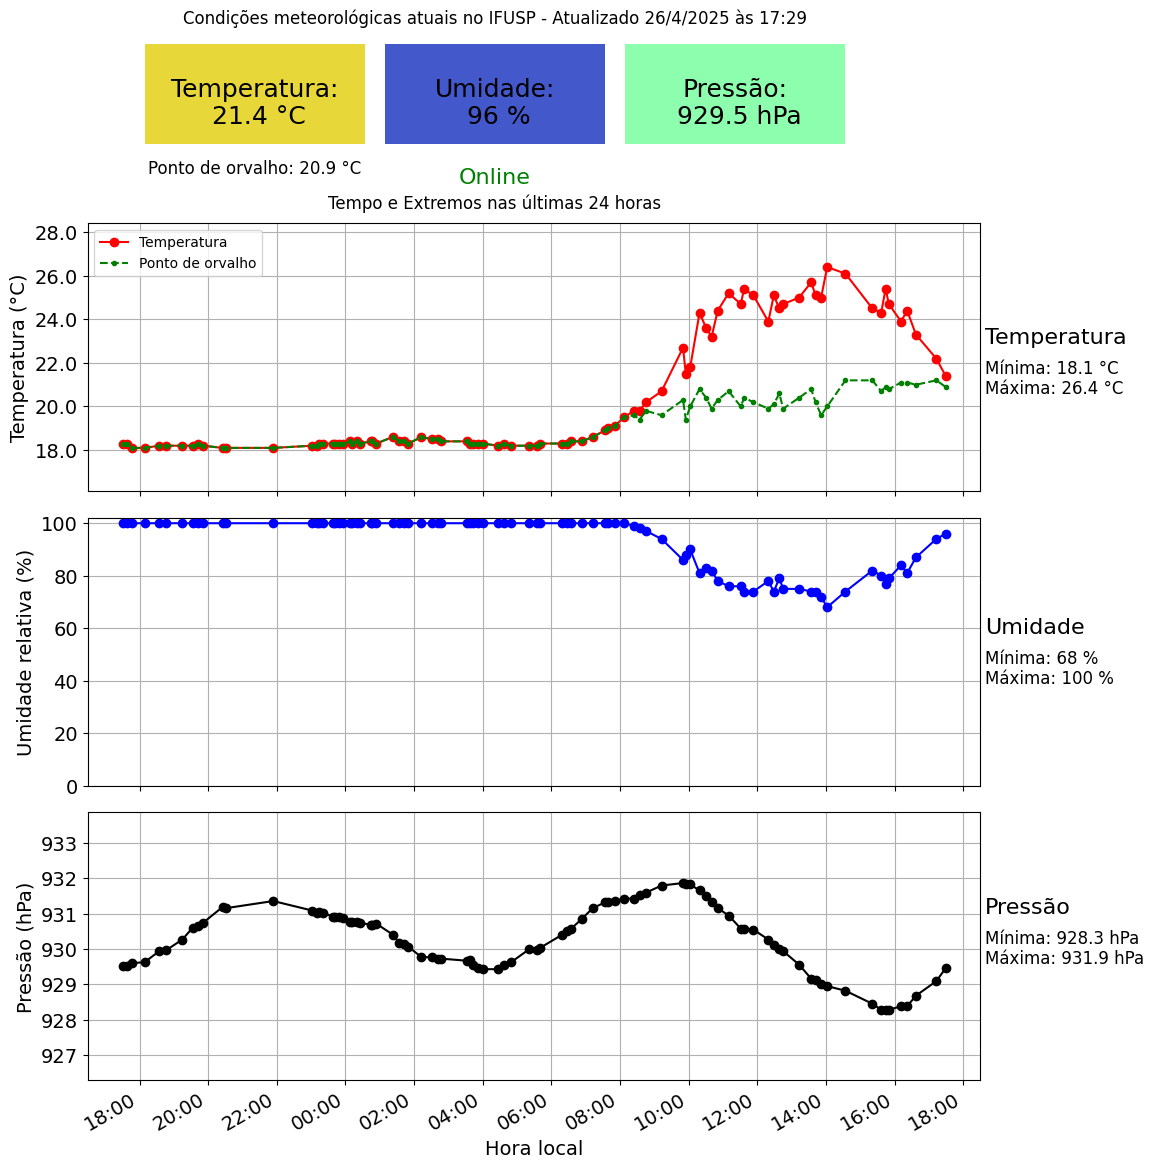 Condições meteorológicas atuais no IFUSP - Atualizado 26/4/2025 às 17:29
Temperatura:
21.4 °C
Umidade:
96 %
Pressão:
929.5 hPa
Ponto de orvalho: 20.9 °C
Online
Tempo e Extremos nas últimas 24 horas
Temperatura (°C)
28.0
26.0
24.0
22.0
20.0
18.0
Temperatura
Ponto de orvalho
Temperatura
Mínima: 18.1 °C
Máxima: 26.4 °C
Umidade relativa (%)
100
80
60
40
20
0
Umidade
Mínima: 68 %
Máxima: 100 %
Pressão (hPa)
933
932
931
930
929
928
927
Pressão
Mínima: 928.3 hPa
Máxima: 931.9 hPa
18:00
20:00
22:00
00:00
02:00
04:00
06:00
08:00
10:00
12:00
14:00
16:00
18:00
Hora local